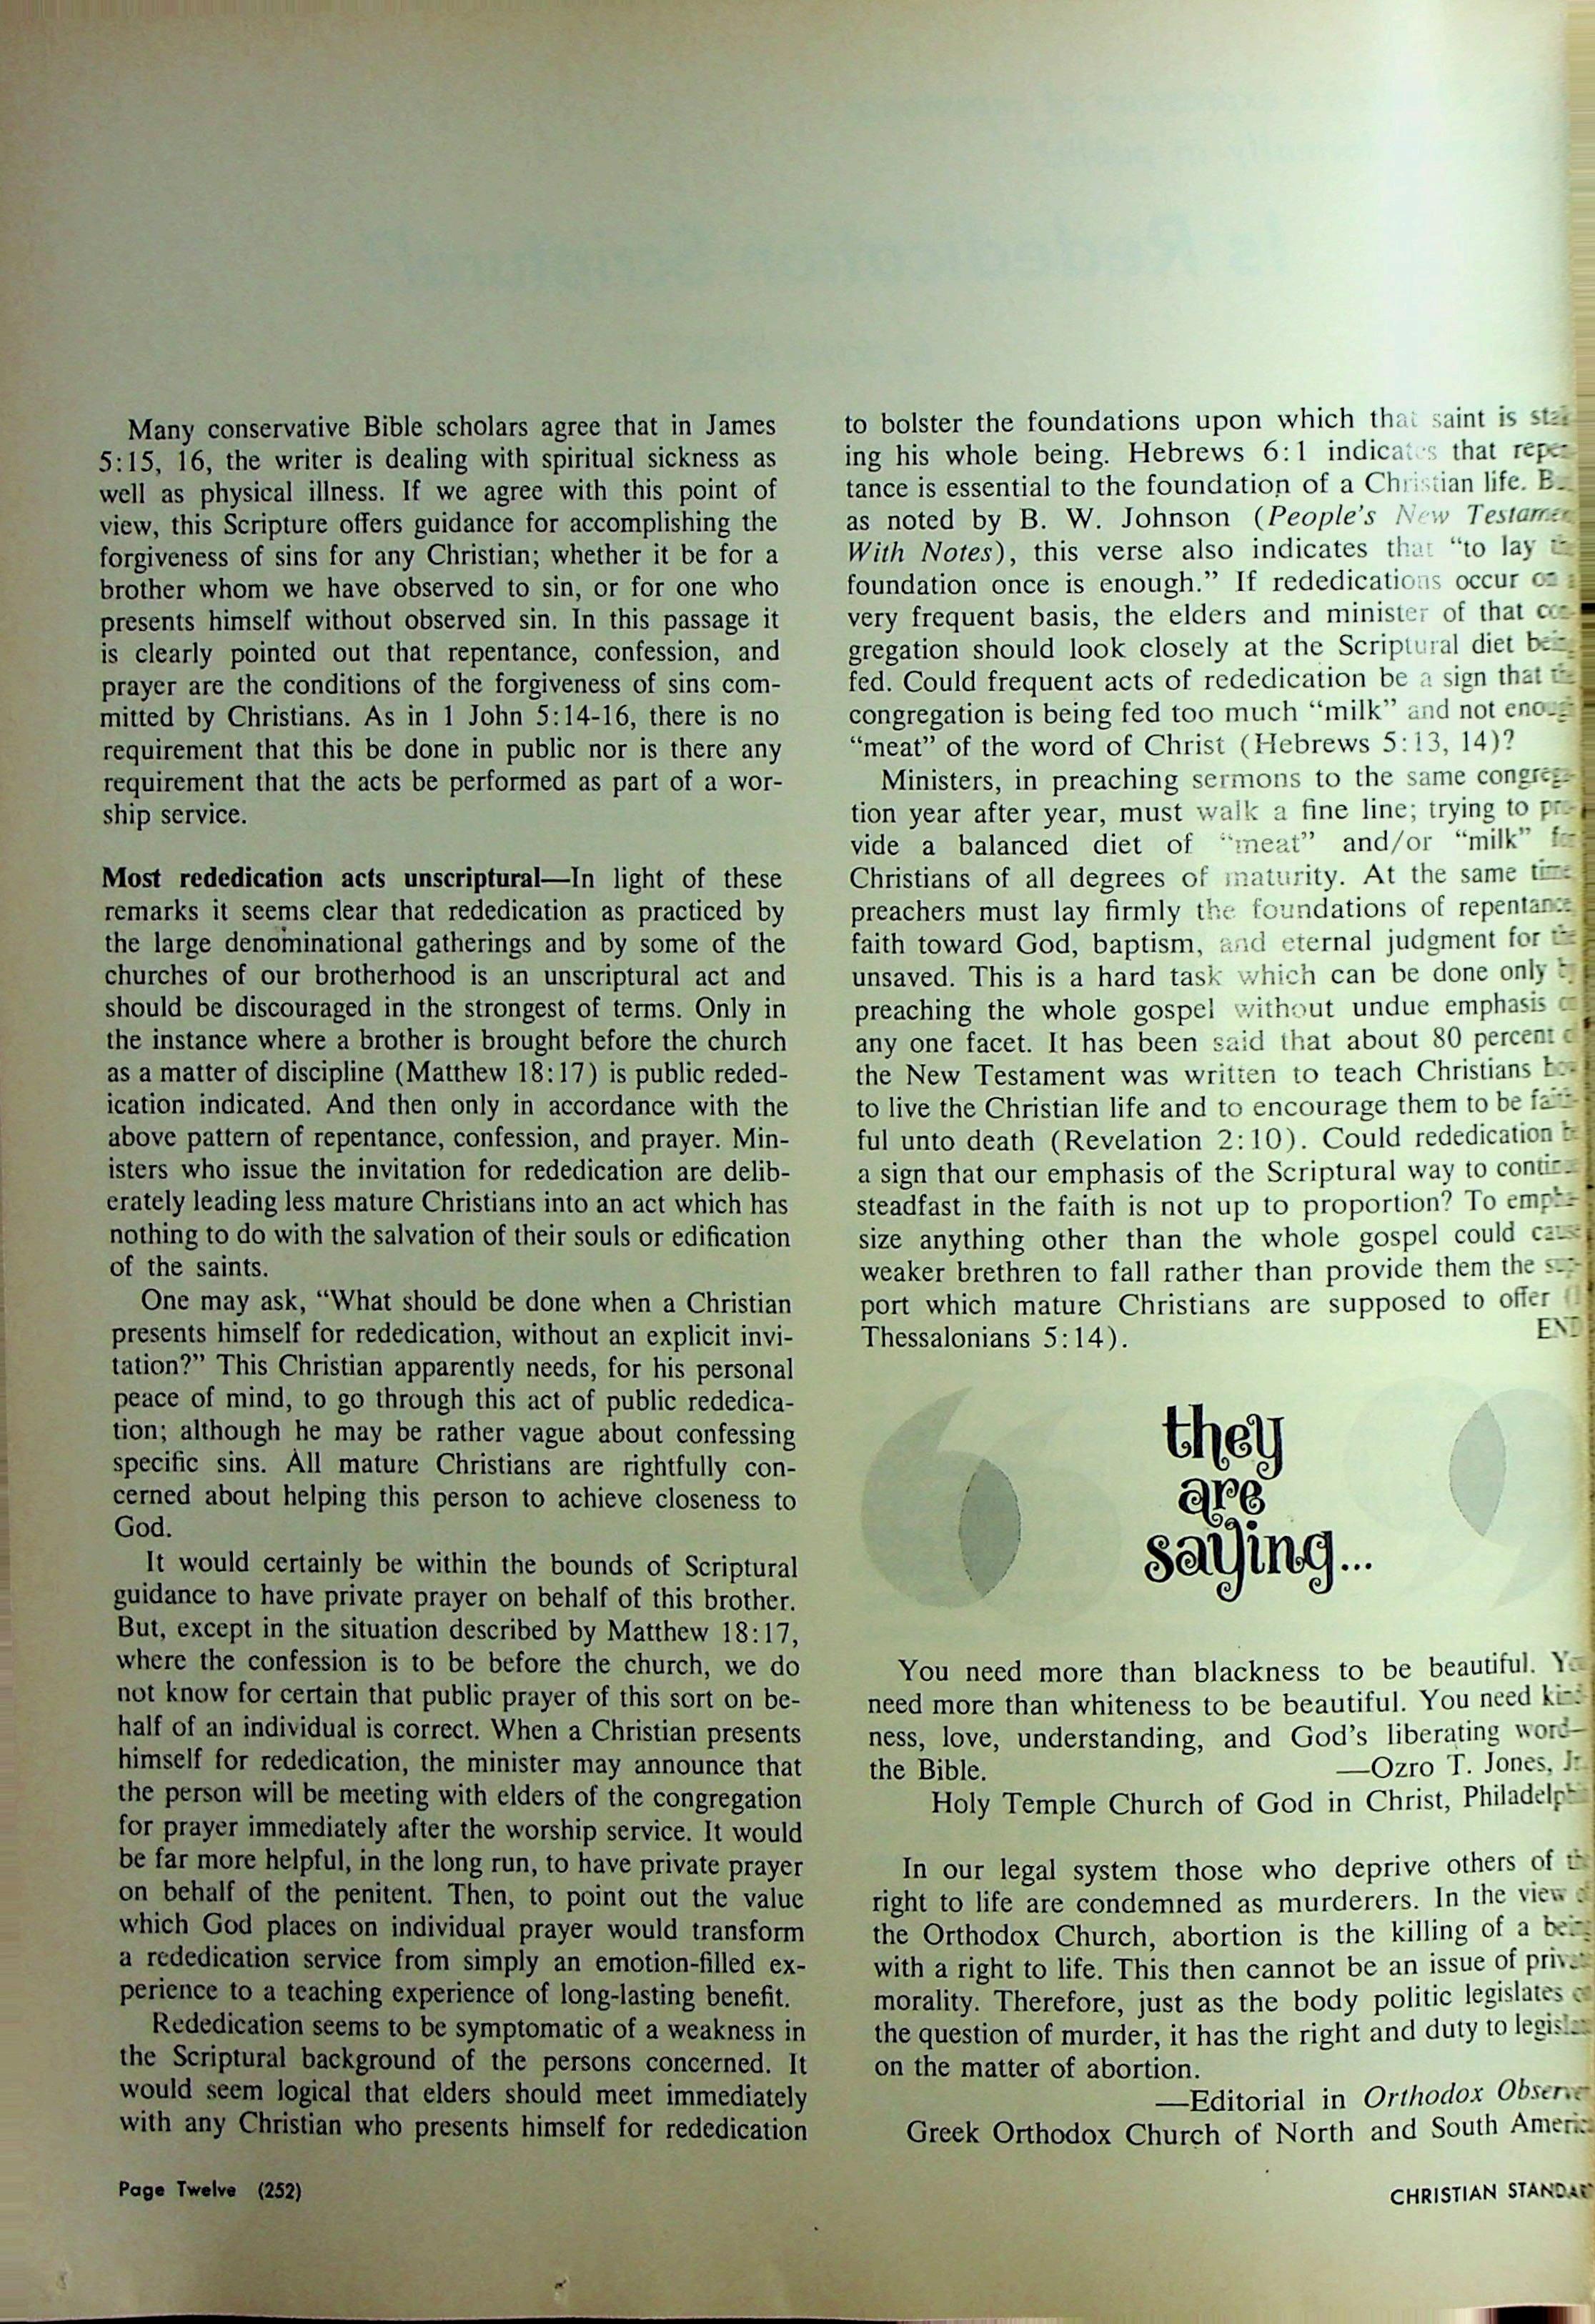 Many conservative Bible scholars agree that in James
5:15, 16, the writer is dealing with spiritual sickness as
well as physical illness. If we agree with this point of
view, this Scripture offers guidance for accomplishing the
forgiveness of sins for any Christian; whether it be for a
brother whom we have observed to sin, or for one who
presents himself without observed sin. In this passage it
is clearly pointed out that repentance, confession, and
prayer are the conditions of the forgiveness of sins com-
mitted by Christians. As in 1 John 5:14-16, there is no
requirement that this be done in public nor is there any
requirement that the acts be performed as part of a wor-
ship service.
Most rededication acts unscriptural—In light of these
remarks it seems clear that rededication as practiced by
the large denominational gatherings and by some of the
churches of our brotherhood is an unscriptural act and
should be discouraged in the strongest of terms. Only in
the instance where a brother is brought before the church
as a matter of discipline (Matthew 18:17) is public reded-
ication indicated. And then only in accordance with the
above pattern of repentance, confession, and prayer. Min-
isters who issue the invitation for rededication are delib-
erately leading less mature Christians into an act which has
nothing to do with the salvation of their souls or edification
of the saints.
One may ask, “What should be done when a Christian
presents himself for rededication, without an explicit invi-
tation?” This Christian apparently needs, for his personal
peace of mind, to go through this act of public rededica-
tion; although he may be rather vague about confessing
specific sins. All mature Christians are rightfully con-
cerned about helping this person to achieve closeness to
God.
It would certainly be within the bounds of Scriptural
guidance to have private prayer on behalf of this brother.
But, except in the situation described by Matthew 18:17,
where the confession is to be before the church, we do
not know for certain that public prayer of this sort on be-
half of an individual is correct. When a Christian presents
himself for rededication, the minister may announce that
the person will be meeting with elders of the congregation
for prayer immediately after the worship service. It would
be far more helpful, in the long run, to have private prayer
on behalf of the penitent. Then, to point out the value
which God places on individual prayer would transform
a rededication service from simply an emotion-filled ex-
perience to a teaching experience of long-lasting benefit.
Rededication seems to be symptomatic of a weakness in
the Scriptural background of the persons concerned. It
would seem logical that elders should meet immediately
with any Christian who presents himself for rededication
to bolster the foundations upon which that saint is
ing his whole being. Hebrews 6:1 indicates that
tance is essential to the foundation of a Christian life.
as noted by B. W. Johnson (People’s New
With Notes), this verse also indicates that “to lay
foundation once is enough.” If rededications occur on
very frequent basis, the elders and minister of that
gregation should look closely at the Scriptural diet
fed. Could frequent acts of rededication be a sign that
congregation is being fed too much “milk” and not
“meat” of the word of Christ (Hebrews 5:13, 14)?
Ministers, in preaching sermons to the same
tion year after year, must walk a fine line; trying to
vide a balanced diet of “meat” and/or “milk”
Christians of all degrees of maturity. At the same time
preachers must lay firmly the foundations of repentance
faith toward God, baptism, and eternal judgment for
unsaved. This is a hard task which can be done only
preaching the whole gospel without undue emphasis
any one facet. It has been said that about 80 percent
the New Testament was written to teach Christians
to live the Christian life and to encourage them to be
ful unto death (Revelation 2:10). Could rededication
a sign that our emphasis of the Scriptural way to
steadfast in the faith is not up to proportion? To
size anything other than the whole gospel could cause
weaker brethren to fall rather than provide them the
port which mature Christians are supposed to offer
Thessalonians 5:14).
END
they
are
saying...
You need more than blackness to be beautiful.
need more than whiteness to be beautiful. You need
ness, love, understanding, and God’s liberating word—
the Bible. —Ozro T. Jones,
Holy Temple Church of God in Christ,
In our legal system those who deprive others of
right to life are condemned as murderers. In the view
the Orthodox Church, abortion is the killing of a
with a right to life. This then cannot be an issue of
morality. Therefore, just as the body politic legislates
the question of murder, it has the right and duty to
on the matter of abortion.
—Editorial in Orthodox
Greek Orthodox Church of North and South
Page Twelve (252)
CHRISTIAN